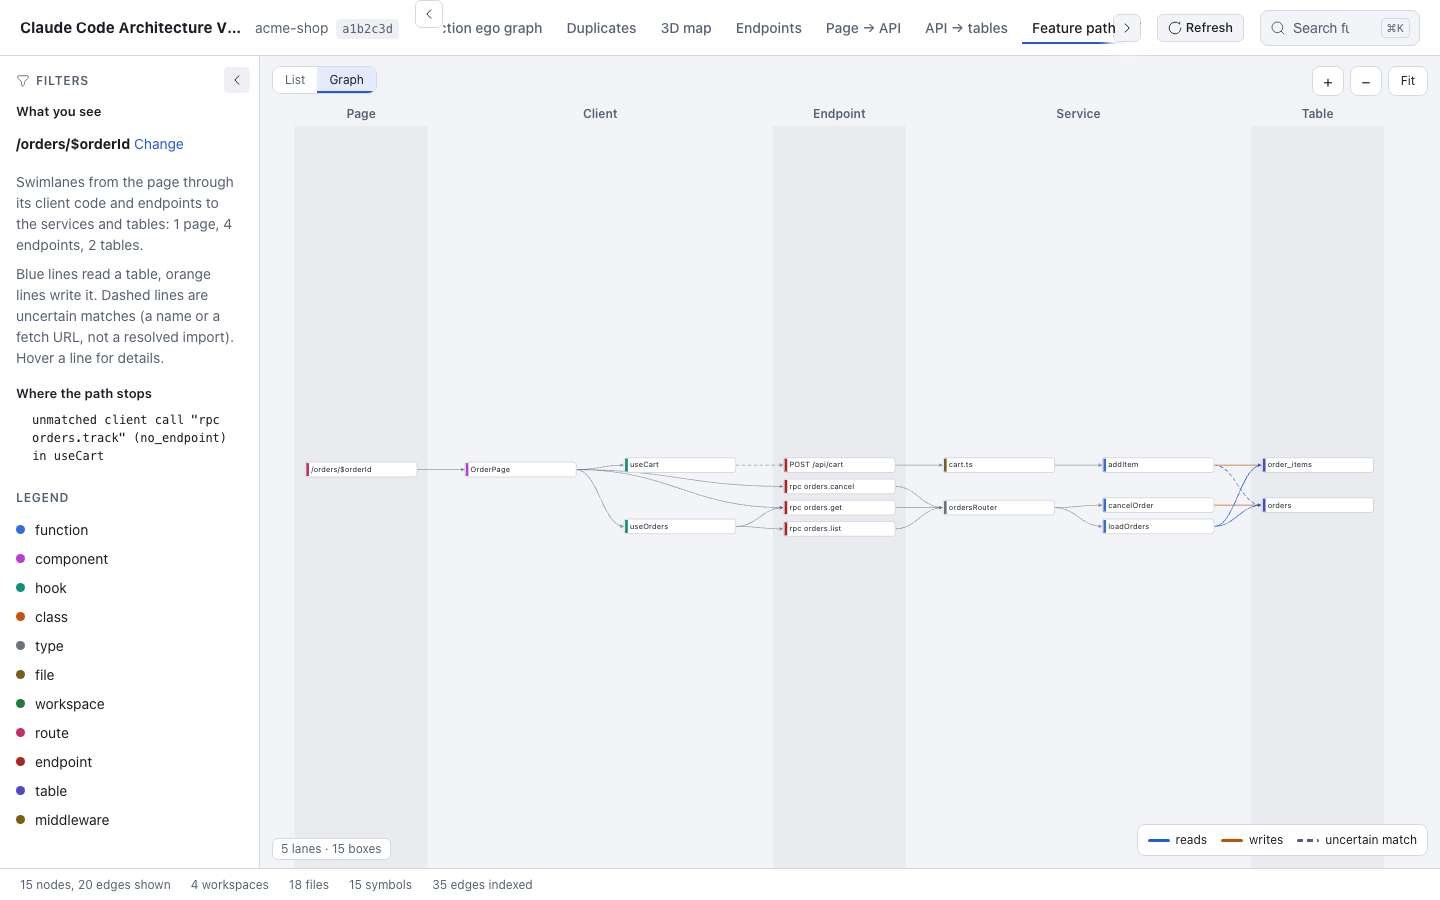 Claude Code Architecture V...
acme-shop
a1b2c3d
ction ego graph
Duplicates
3D map
Endpoints
Page → API
API → tables
Feature path
Refresh
Search
⌘K
FILTERS
What you see
/orders/$orderId Change
Swimlanes from the page through
its client code and endpoints to
the services and tables: 1 page, 4
endpoints, 2 tables.
Blue lines read a table, orange
lines write it. Dashed lines are
uncertain matches (a name or a
fetch URL, not a resolved import).
Hover a line for details.
Where the path stops
unmatched client call "rpc
orders.track" (no_endpoint)
in useCart
LEGEND
function
component
hook
class
type
file
workspace
route
endpoint
table
middleware
List
Graph
+
−
Fit
Page
Client
Endpoint
Service
Table
/orders/$orderId
OrderPage
useCart
useOrders
POST /api/cart
rpc orders.cancel
rpc orders.get
rpc orders.list
cart.ts
ordersRouter
addItem
cancelOrder
loadOrders
order_items
orders
5 lanes · 15 boxes
reads
writes
uncertain match
15 nodes, 20 edges shown
4 workspaces
18 files
15 symbols
35 edges indexed